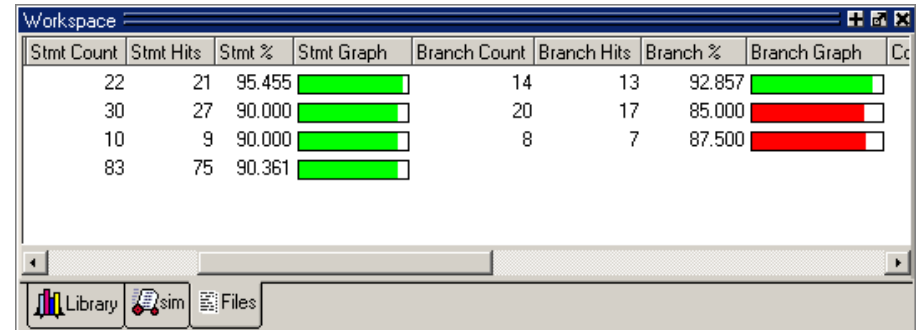 Workspace
Stmt Count Stmt Hits Stmt % Stmt Graph Branch Count Branch Hits Branch % Branch Graph Co
22 21 95.455 14 13 92.857
30 27 90.000 20 17 85.000
10 9 90.000 8 7 87.500
83 75 90.361
Library sim Files